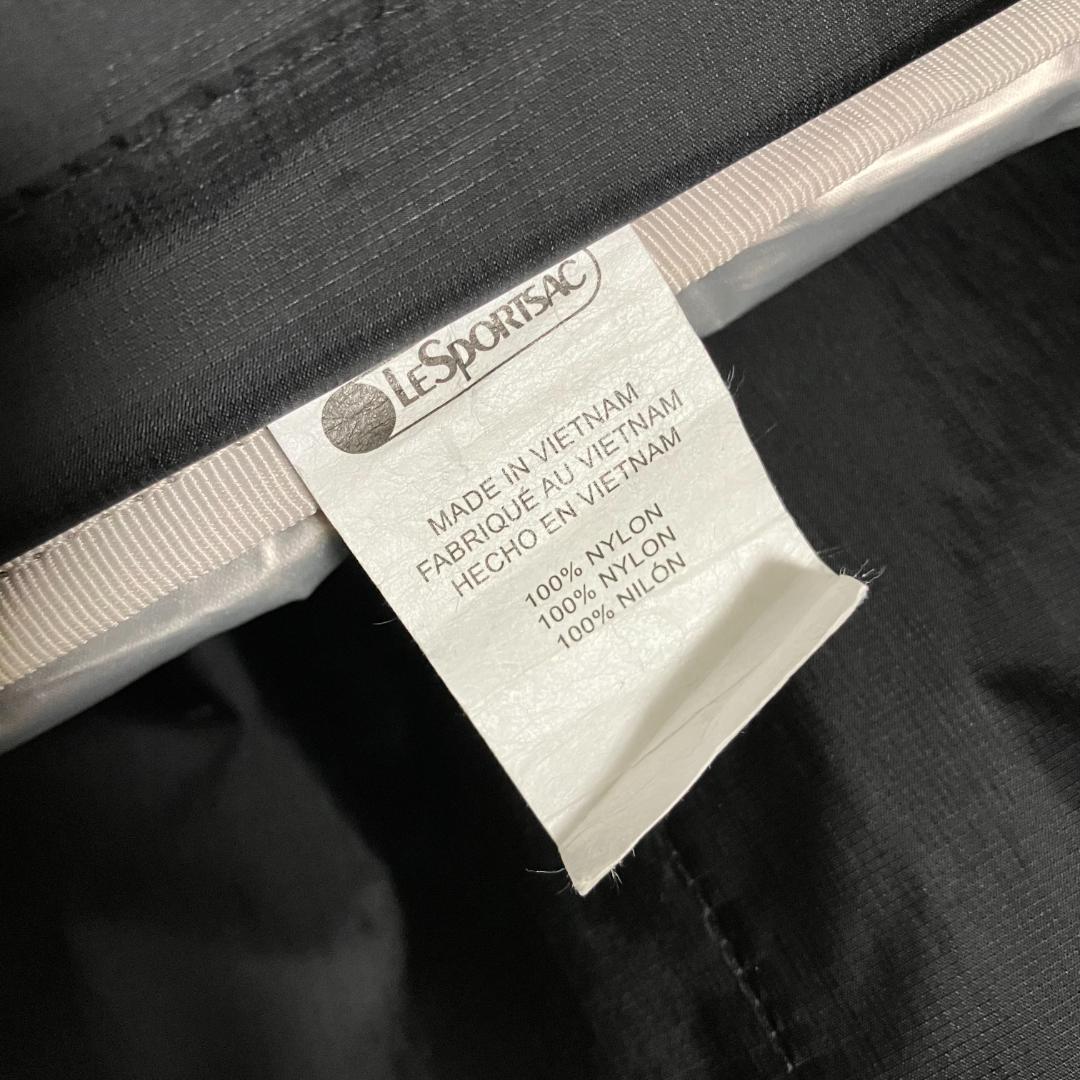 LESPORTSAC
MADE IN VIETNAM
FABRIQUÉ AU VIETNAM
HECHO EN VIETNAM
100% NYLON
100% NYLON
100% NILÓN